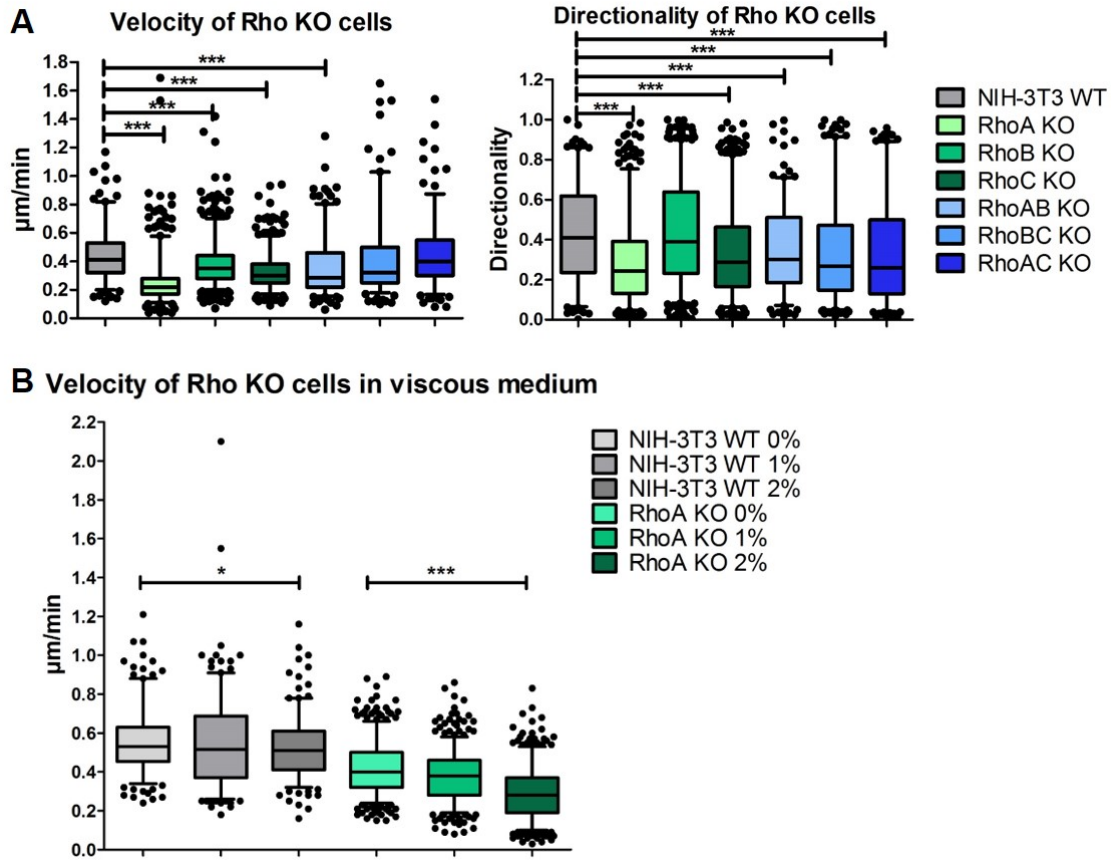 A
Velocity of Rho KO cells
μm/min
1.8
1.6
1.4
1.2
1.0
0.8
0.6
0.4
0.2
0.0
***
***
***
***
Directionality of Rho KO cells
Directionality
1.2
1.0
0.8
0.6
0.4
0.2
0.0
***
***
***
***
***
NIH-3T3 WT
RhoA KO
RhoB KO
RhoC KO
RhoAB KO
RhoBC KO
RhoAC KO
B Velocity of Rho KO cells in viscous medium
μm/min
2.2
2.0
1.8
1.6
1.4
1.2
1.0
0.8
0.6
0.4
0.2
0.0
*
***
NIH-3T3 WT 0%
NIH-3T3 WT 1%
NIH-3T3 WT 2%
RhoA KO 0%
RhoA KO 1%
RhoA KO 2%